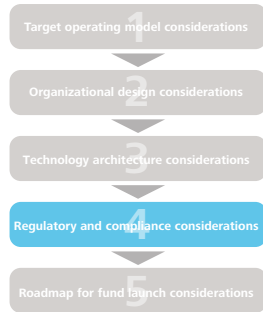 1
Target operating model considerations
2
Organizational design considerations
3
Technology architecture considerations
4
Regulatory and compliance considerations
5
Roadmap for fund launch considerations